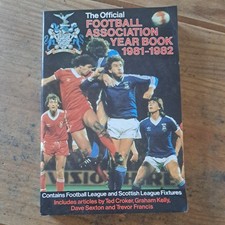 The Official
FOOTBALL
ASSOCIATION
YEAR BOOK
1981-1982
Contains Football League and Scottish League Fixtures
Includes articles by Ted Croker, Graham Kelly,
Dave Sexton and Trevor Francis